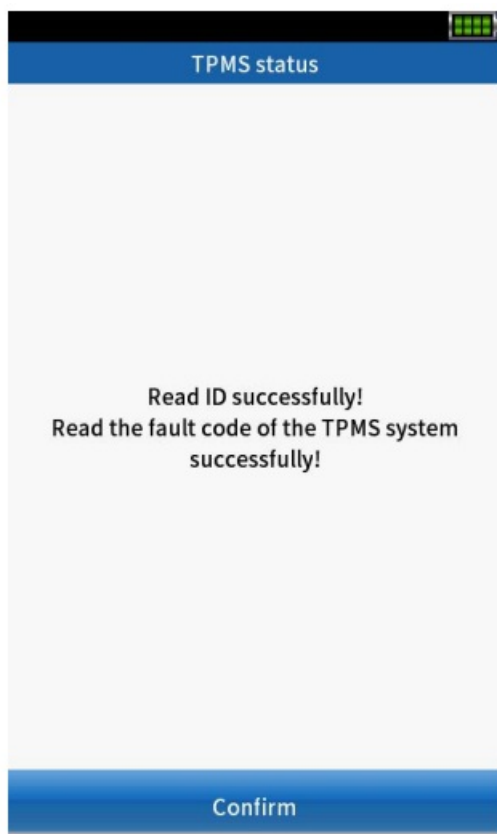 TPMS status
Read ID successfully!
Read the fault code of the TPMS system
successfully!
Confirm